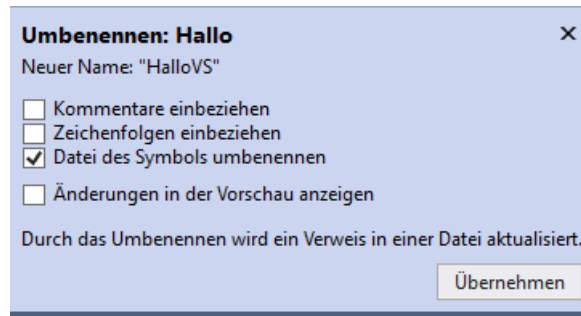 Umbenennen: Hallo
Neuer Name: "HalloVS"
Kommentare einbeziehen
Zeichenfolgen einbeziehen
Datei des Symbols umbenennen
Änderungen in der Vorschau anzeigen
Durch das Umbenennen wird ein Verweis in einer Datei aktualisiert.
Übernehmen